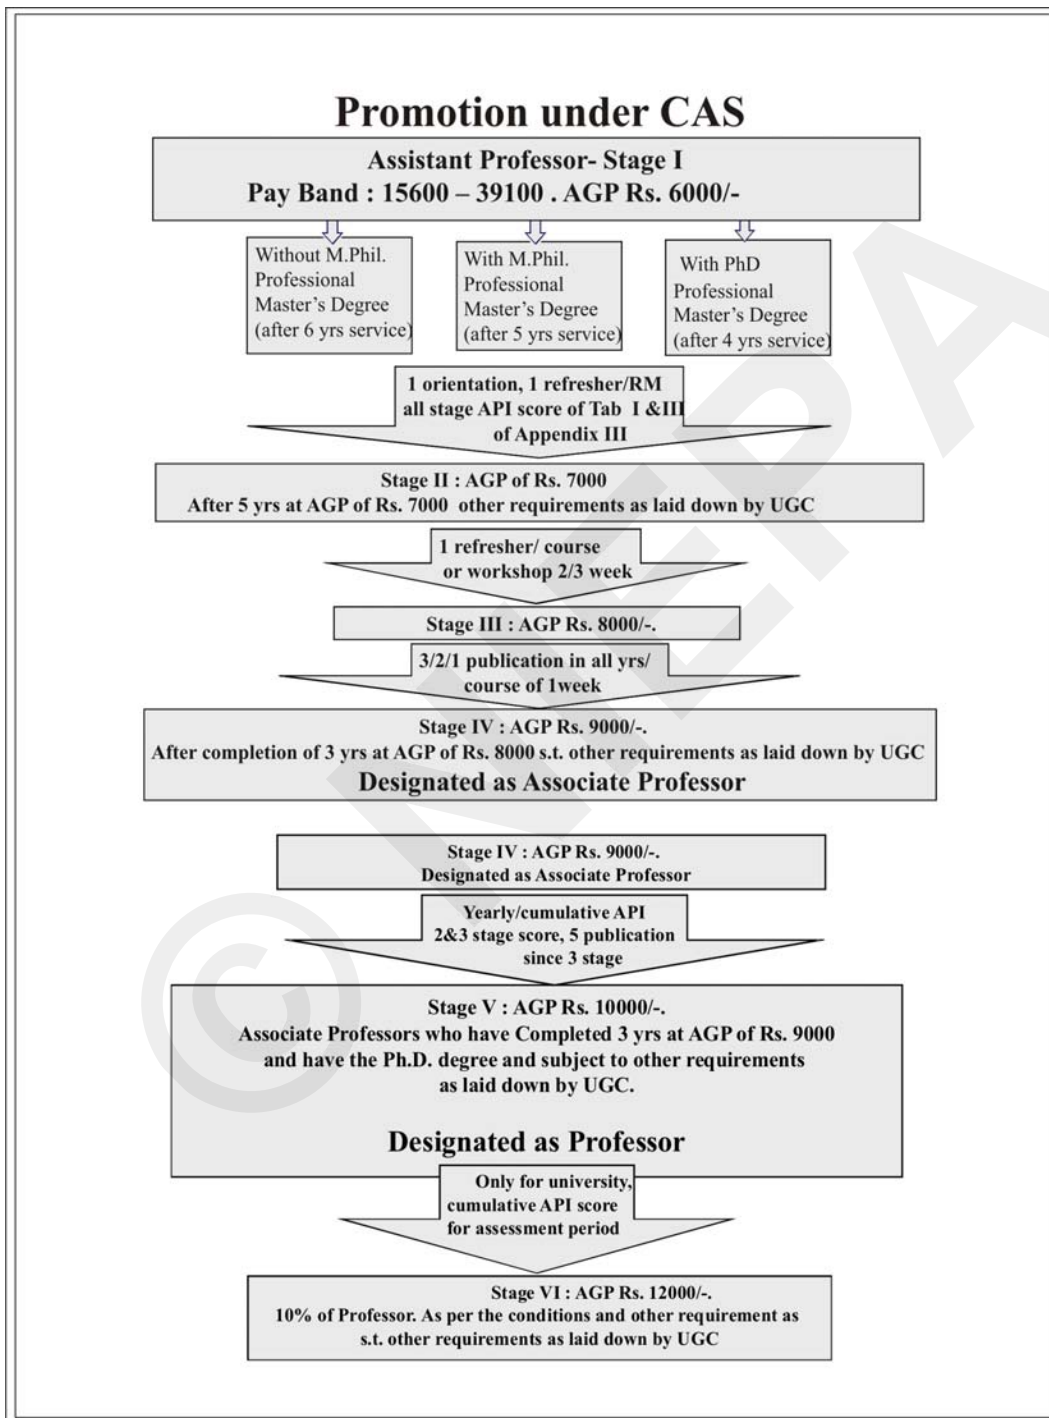 Promotion under CAS
Assistant Professor- Stage I
Pay Band : 15600 – 39100 . AGP Rs. 6000/-
Without M.Phil.
Professional
Master's Degree
(after 6 yrs service)
With M.Phil.
Professional
Master's Degree
(after 5 yrs service)
With PhD
Professional
Master's Degree
(after 4 yrs service)
1 orientation, 1 refresher/RM
all stage API score of Tab I &III
of Appendix III
Stage II : AGP of Rs. 7000
After 5 yrs at AGP of Rs. 7000 other requirements as laid down by UGC
1 refresher/ course
or workshop 2/3 week
Stage III : AGP Rs. 8000/-.
3/2/1 publication in all yrs/
course of 1week
Stage IV : AGP Rs. 9000/-.
After completion of 3 yrs at AGP of Rs. 8000 s.t. other requirements as laid down by UGC
Designated as Associate Professor
Stage IV : AGP Rs. 9000/-.
Designated as Associate Professor
Yearly/cumulative API
2&3 stage score, 5 publication
since 3 stage
Stage V : AGP Rs. 10000/-.
Associate Professors who have Completed 3 yrs at AGP of Rs. 9000
and have the Ph.D. degree and subject to other requirements
as laid down by UGC.
Designated as Professor
Only for university,
cumulative API score
for assessment period
Stage VI : AGP Rs. 12000/-.
10% of Professor. As per the conditions and other requirement as
s.t. other requirements as laid down by UGC
© NIEPA